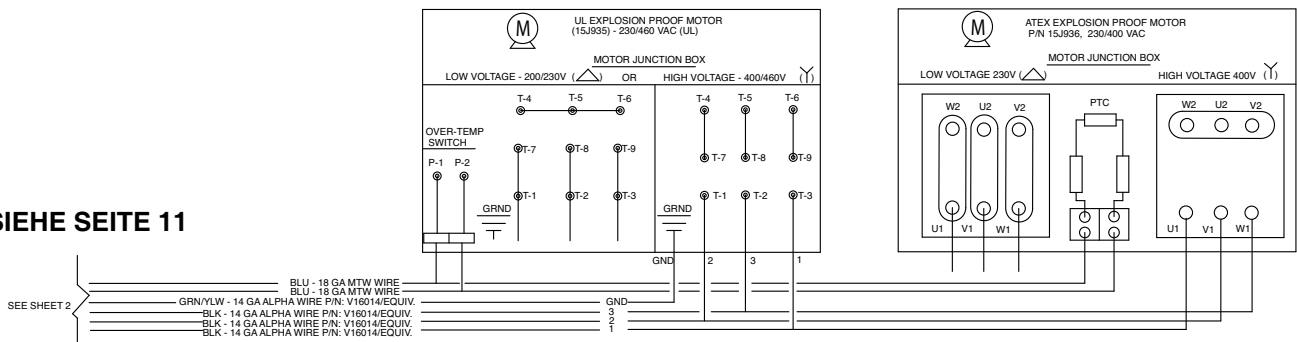 UL EXPLOSION PROOF MOTOR
(15J935) - 230/460 VAC (UL)
M
MOTOR JUNCTION BOX
LOW VOLTAGE - 200/230V ( ) OR HIGH VOLTAGE - 400/460V ( )
T-4 T-5 T-6
T-4 T-5 T-6
OVER-TEMP
SWITCH
P-1 P-2
T-7 T-8 T-9
T-7 T-8 T-9
T-1 T-2 T-3
T-1 T-2 T-3
GRND
GRND
GND 2 3 1
ATEX EXPLOSION PROOF MOTOR
P/N 15J936, 230/400 VAC
M
MOTOR JUNCTION BOX
LOW VOLTAGE 230V ( ) HIGH VOLTAGE 400V ( )
W2 U2 V2
PTC
W2 U2 V2
U1 V1 W1
U1 V1 W1
SIEHE SEITE 11
SEE SHEET 2
BLU - 18 GA MTW WIRE
BLU - 18 GA MTW WIRE
GRN/YLW - 14 GA ALPHA WIRE P/N: V16014/EQUIV. GND
BLK - 14 GA ALPHA WIRE P/N: V16014/EQUIV. 3
BLK - 14 GA ALPHA WIRE P/N: V16014/EQUIV. 2
BLK - 14 GA ALPHA WIRE P/N: V16014/EQUIV. 1